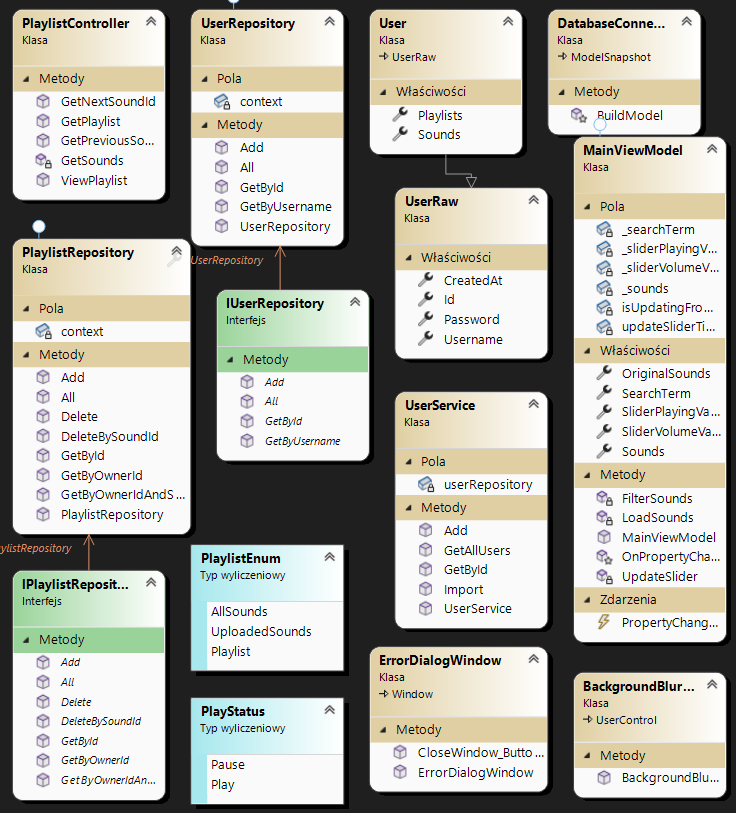 PlaylistController
Klasa
Metody
GetNextSoundId
GetPlaylist
GetPreviousSo...
GetSounds
ViewPlaylist
UserRepository
Klasa
Pola
context
Metody
Add
All
GetById
GetByUsername
UserRepository
User
Klasa
UserRaw
Właściwości
Playlists
Sounds
DatabaseConne...
Klasa
ModelSnapshot
Metody
BuildModel
MainViewModel
Klasa
Pola
_searchTerm
_sliderPlayingV...
_sliderVolumeV...
_sounds
isUpdatingFro...
updateSliderTi...
Właściwości
OriginalSounds
SearchTerm
SliderPlayingVa...
SliderVolumeVa...
Sounds
Metody
FilterSounds
LoadSounds
MainViewModel
OnPropertyCha...
UpdateSlider
Zdarzenia
PropertyChang...
UserRaw
Klasa
Właściwości
CreatedAt
Id
Password
Username
PlaylistRepository
Klasa
Pola
context
Metody
Add
All
Delete
DeleteBySoundId
GetById
GetByOwnerId
GetByOwnerIdAndS...
PlaylistRepository
UserRepository
IUserRepository
Interfejs
Metody
Add
All
GetById
GetByUsername
UserService
Klasa
Pola
userRepository
Metody
Add
GetAllUsers
GetById
Import
UserService
ylistRepository
IPlaylistReposit...
Interfejs
Metody
Add
All
Delete
DeleteBySoundId
GetById
GetByOwnerId
GetByOwnerIdAn...
PlaylistEnum
Typ wyliczeniowy
AllSounds
UploadedSounds
Playlist
PlayStatus
Typ wyliczeniowy
Pause
Play
ErrorDialogWindow
Klasa
Window
Metody
CloseWindow_Butto...
ErrorDialogWindow
BackgroundBlur...
Klasa
UserControl
Metody
BackgroundBlu...